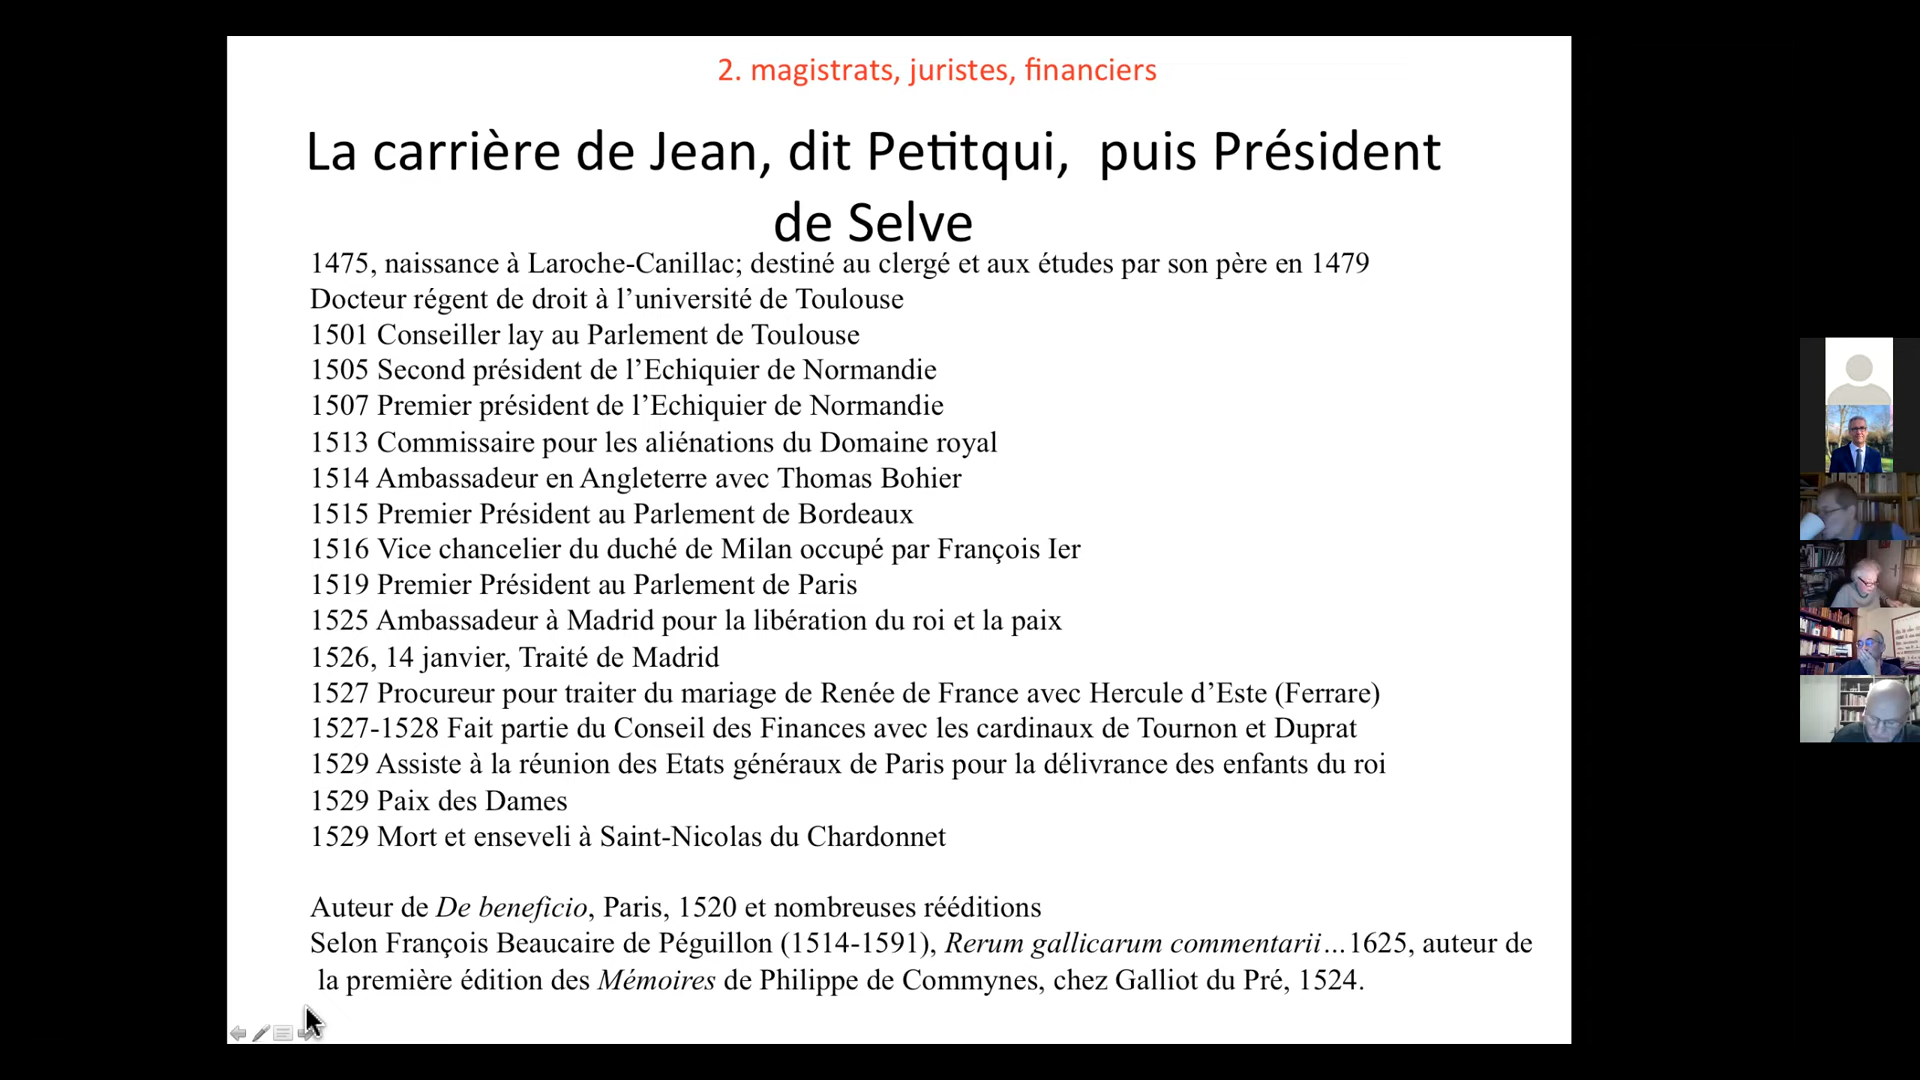 2. magistrats, juristes, financiers
La carrière de Jean, dit Petitqui, puis Président
de Selve
1475, naissance à Laroche-Canillac; destiné au clergé et aux études par son père en 1479
Docteur régent de droit à l’université de Toulouse
1501 Conseiller lay au Parlement de Toulouse
1505 Second président de l’Echiquier de Normandie
1507 Premier président de l’Echiquier de Normandie
1513 Commissaire pour les aliénations du Domaine royal
1514 Ambassadeur en Angleterre avec Thomas Bohier
1515 Premier Président au Parlement de Bordeaux
1516 Vice chancelier du duché de Milan occupé par François Ier
1519 Premier Président au Parlement de Paris
1525 Ambassadeur à Madrid pour la libération du roi et la paix
1526, 14 janvier, Traité de Madrid
1527 Procureur pour traiter du mariage de Renée de France avec Hercule d’Este (Ferrare)
1527-1528 Fait partie du Conseil des Finances avec les cardinaux de Tournon et Duprat
1529 Assiste à la réunion des Etats généraux de Paris pour la délivrance des enfants du roi
1529 Paix des Dames
1529 Mort et enseveli à Saint-Nicolas du Chardonnet
Auteur de De beneficio, Paris, 1520 et nombreuses rééditions
Selon François Beaucaire de Péguillon (1514-1591), Rerum gallicarum commentarii…1625, auteur de
la première édition des Mémoires de Philippe de Commynes, chez Galliot du Pré, 1524.